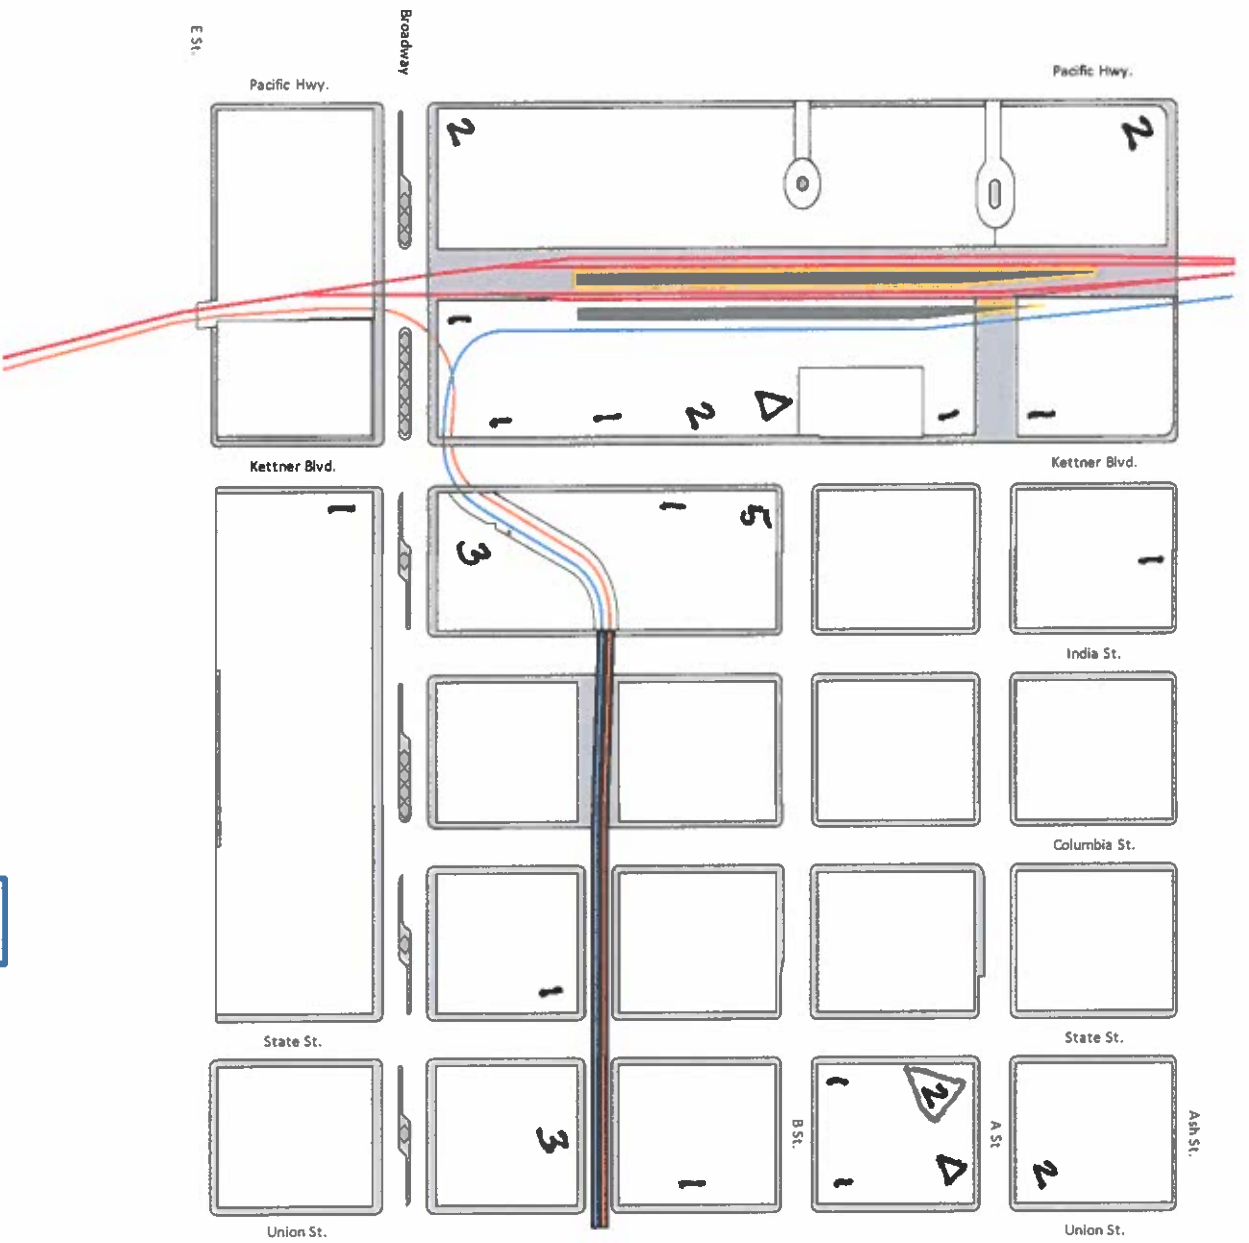 E St.
Broadway
Pacific Hwy.
Pacific Hwy.
2
2
1
1
1
2
Δ
1
1
Kettner Blvd.
Kettner Blvd.
1
1
5
3
1
India St.
Columbia St.
1
State St.
State St.
1
2
B St.
A St
Ash St.
3
1
1
Δ
2
Union St.
Union St.